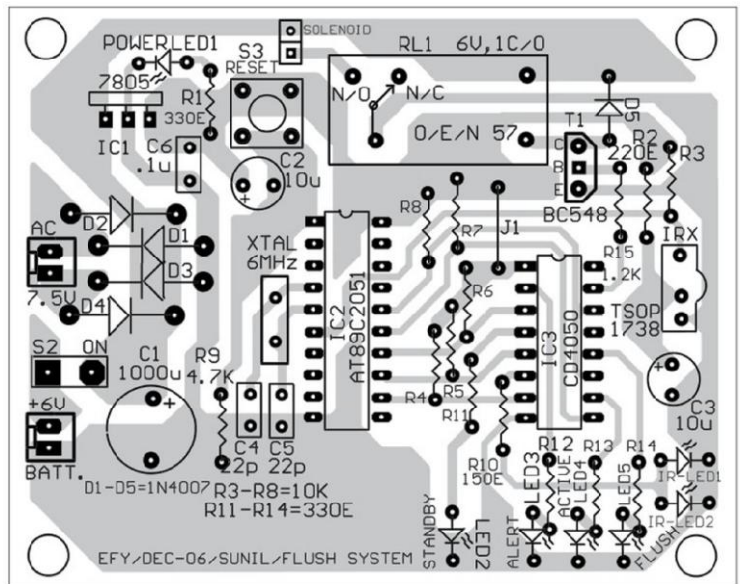 SOLENOID
POWERLED1
S3
RESET
RL1 6V,1C/O
7805
R1
330E
IC1
C6
.1u
N/O N/C
O/E/N 57
D5
T1
C
B
E
BC548
R2
220E
R3
C2
10u
+
D2
D1
D3
D4
AC
7.5V
XTAL
6MHz
R8
R7
J1
R6
R15
1.2K
IRX
TSOP
1738
IC2
AT89C2051
IC3
CD4050
S2 ON
C1
1000u
+
R9
4.7K
R4
R5
R11
+
C3
10u
+6V
BATT.
C4
22p
C5
22p
R10
150E
R12
R13
R14
D1-D5=1N4007
R3-R8=10K
R11-R14=330E
STANDBY
LED2
ALERT
LED3
ACTIVE
LED4
LED5
FLUSH
IR-LED1
IR-LED2
EFY/DEC-06/SUNIL/FLUSH SYSTEM